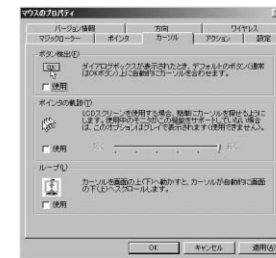 マウスのプロパティ
バージョン情報 方向 ワイヤレス
マジックローラー ポインタ カーソル アクション 設定
ボタン検出(F)
OK
ダイアログボックスが表示されたとき、デフォルトのボタン(通常
はOKボタン)上に自動的にカーソルを合わせます。
使用
ポインタの軌跡(T)
LCDスクリーンを使用する場合、簡単にカーソルを探せるように
します。使用中のモニタがこの機能をサポートしていない場合
は、このオプションはグレイで表示されます(使用できません)。
使用
ループ(L)
カーソルを画面の上(下)へ動かすと、カーソルが自動的に画面
の下(上)へスクロールします。
使用
OK キャンセル 適用(A)